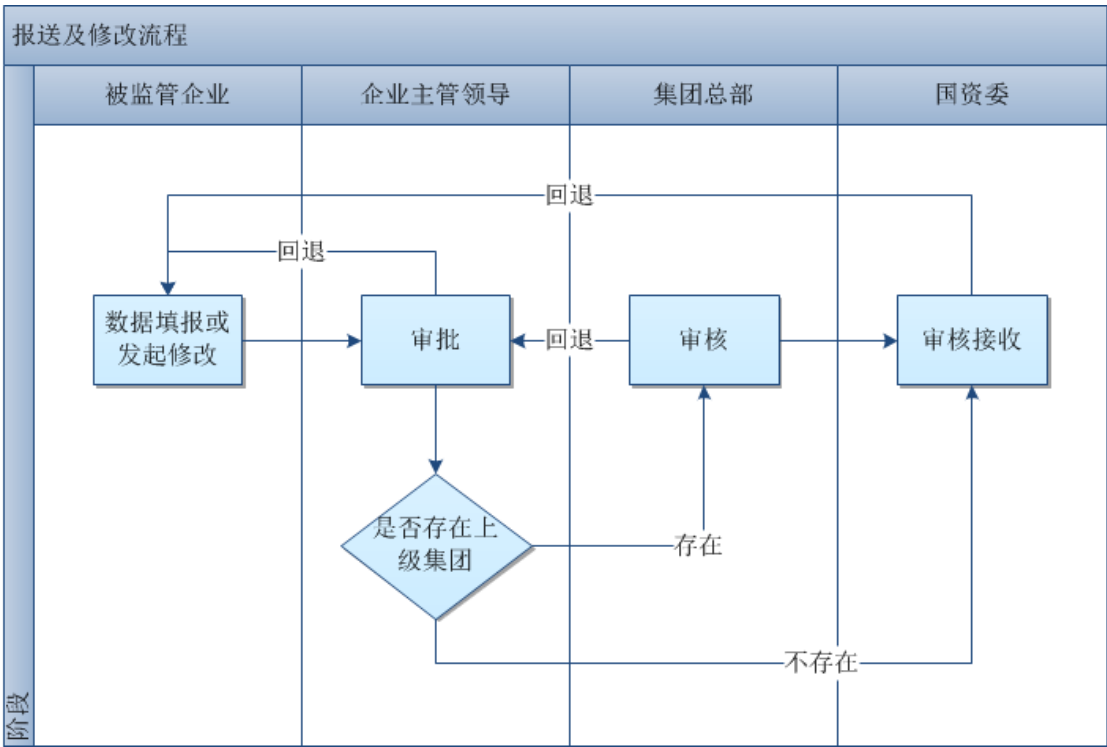 报送及修改流程
被监管企业
企业主管领导
集团总部
国资委
回退
回退
数据填报或
发起修改
审批
回退
审核
审核接收
是否存在上
级集团
存在
不存在
阶段